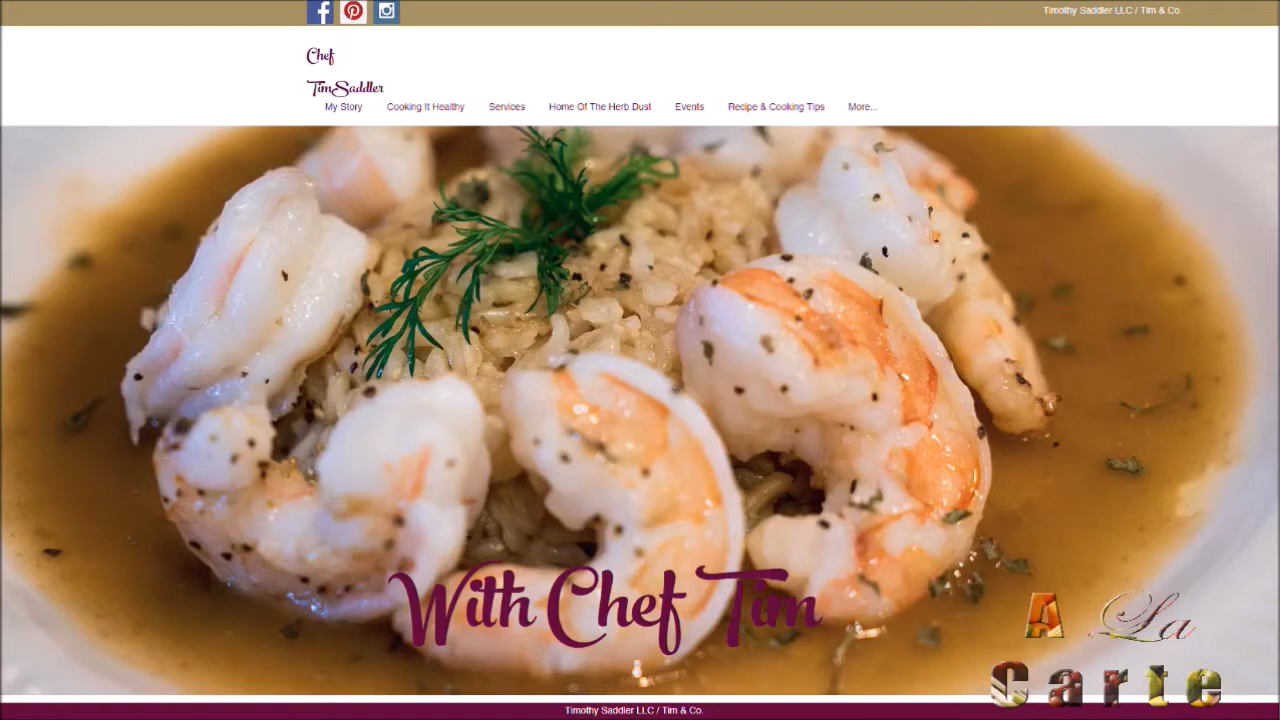 Timothy Saddler LLC / Tim & Co.
Chef
TimSaddler
My Story Cooking It Healthy Services Home Of The Herb Dust Events Recipe & Cooking Tips More...
With Chef Tim
A La
Carte
Timothy Saddler LLC / Tim & Co.